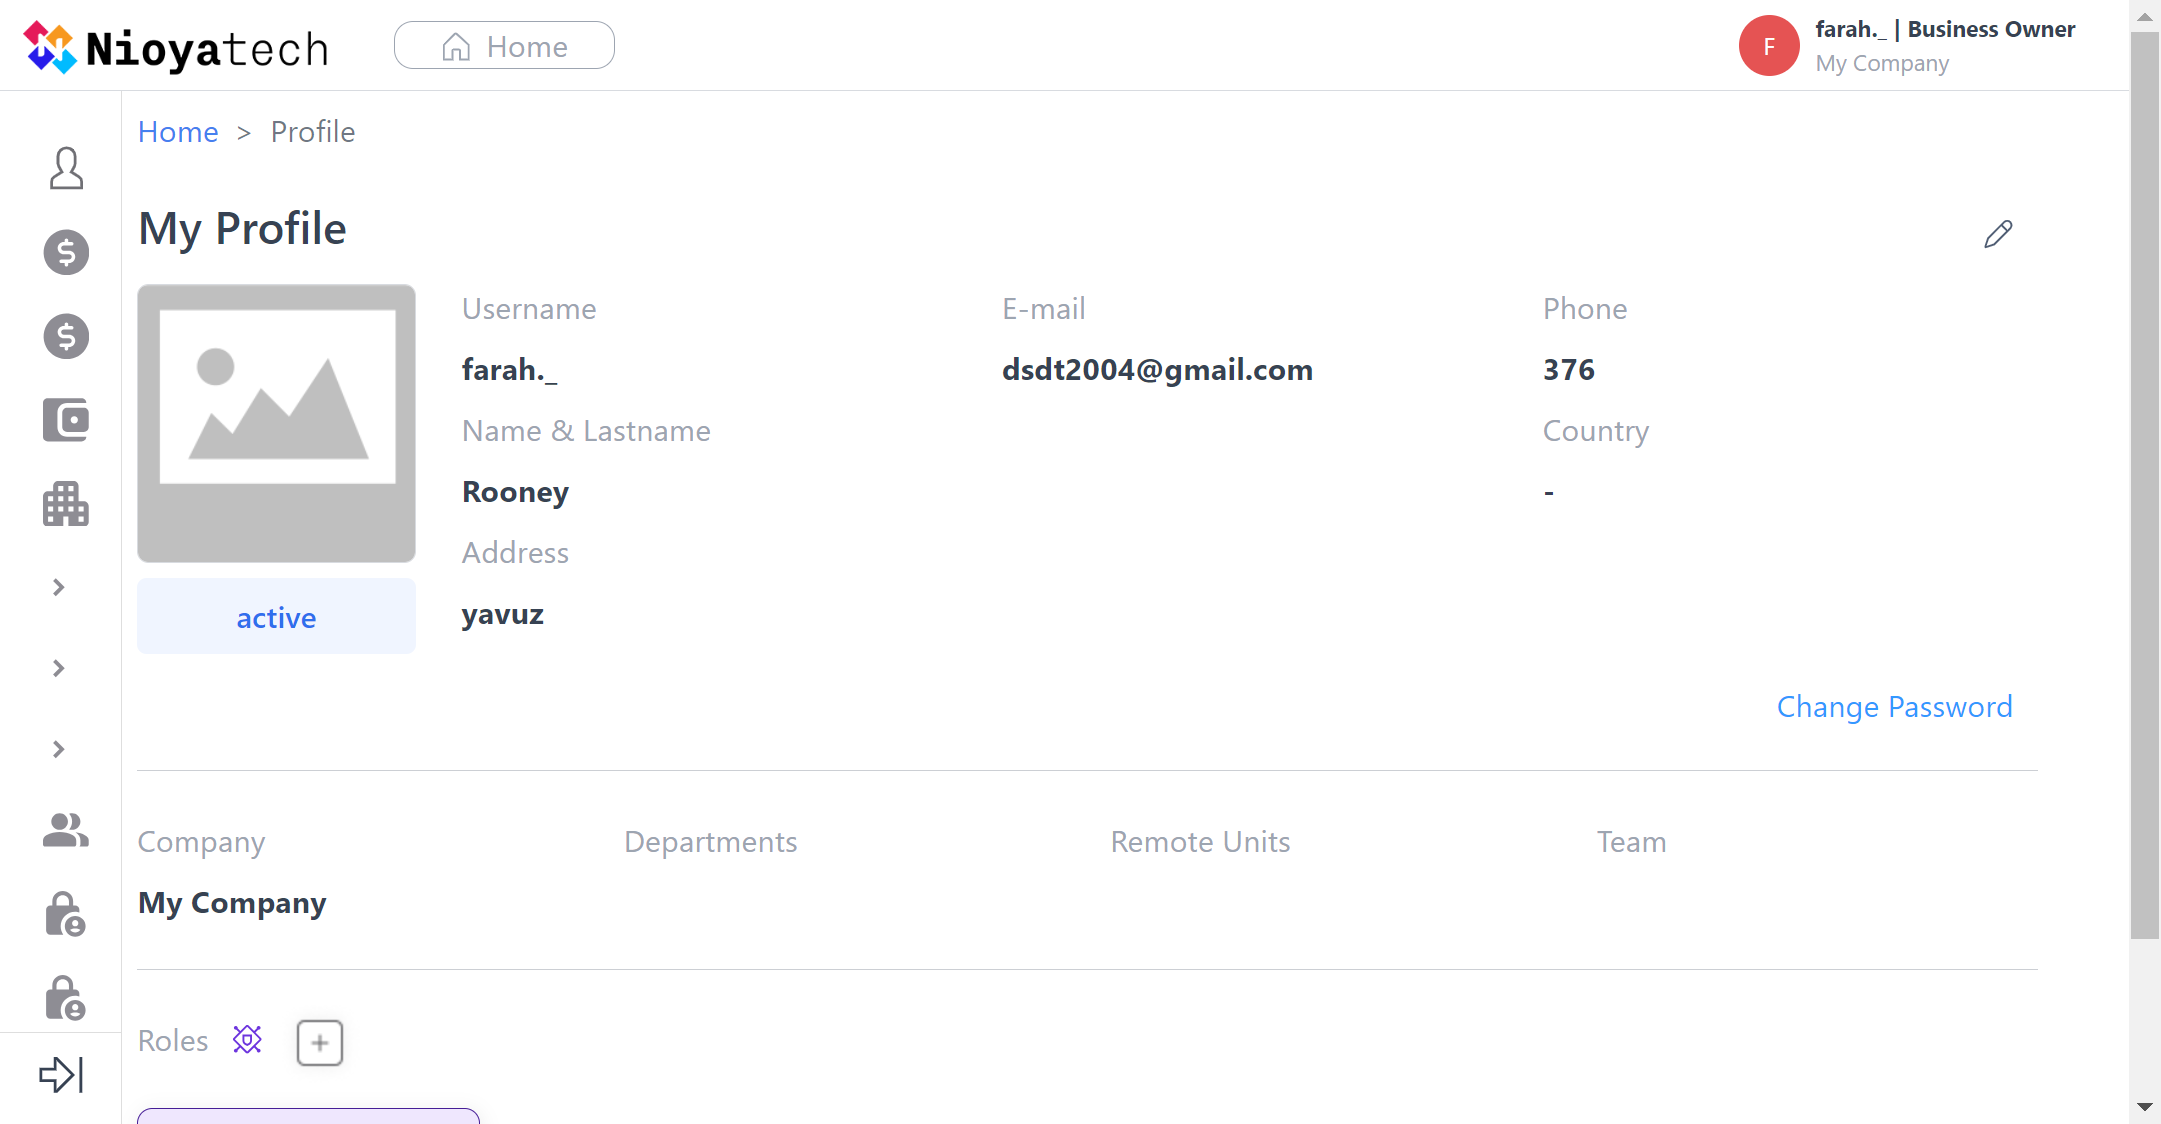 Nioyatech
Home
F
farah._ | Business Owner
My Company
Home > Profile
My Profile
Username
E-mail
Phone
farah._
dsdt2004@gmail.com
376
Name & Lastname
Country
Rooney
-
Address
active
yavuz
Change Password
Company
Departments
Remote Units
Team
My Company
Roles